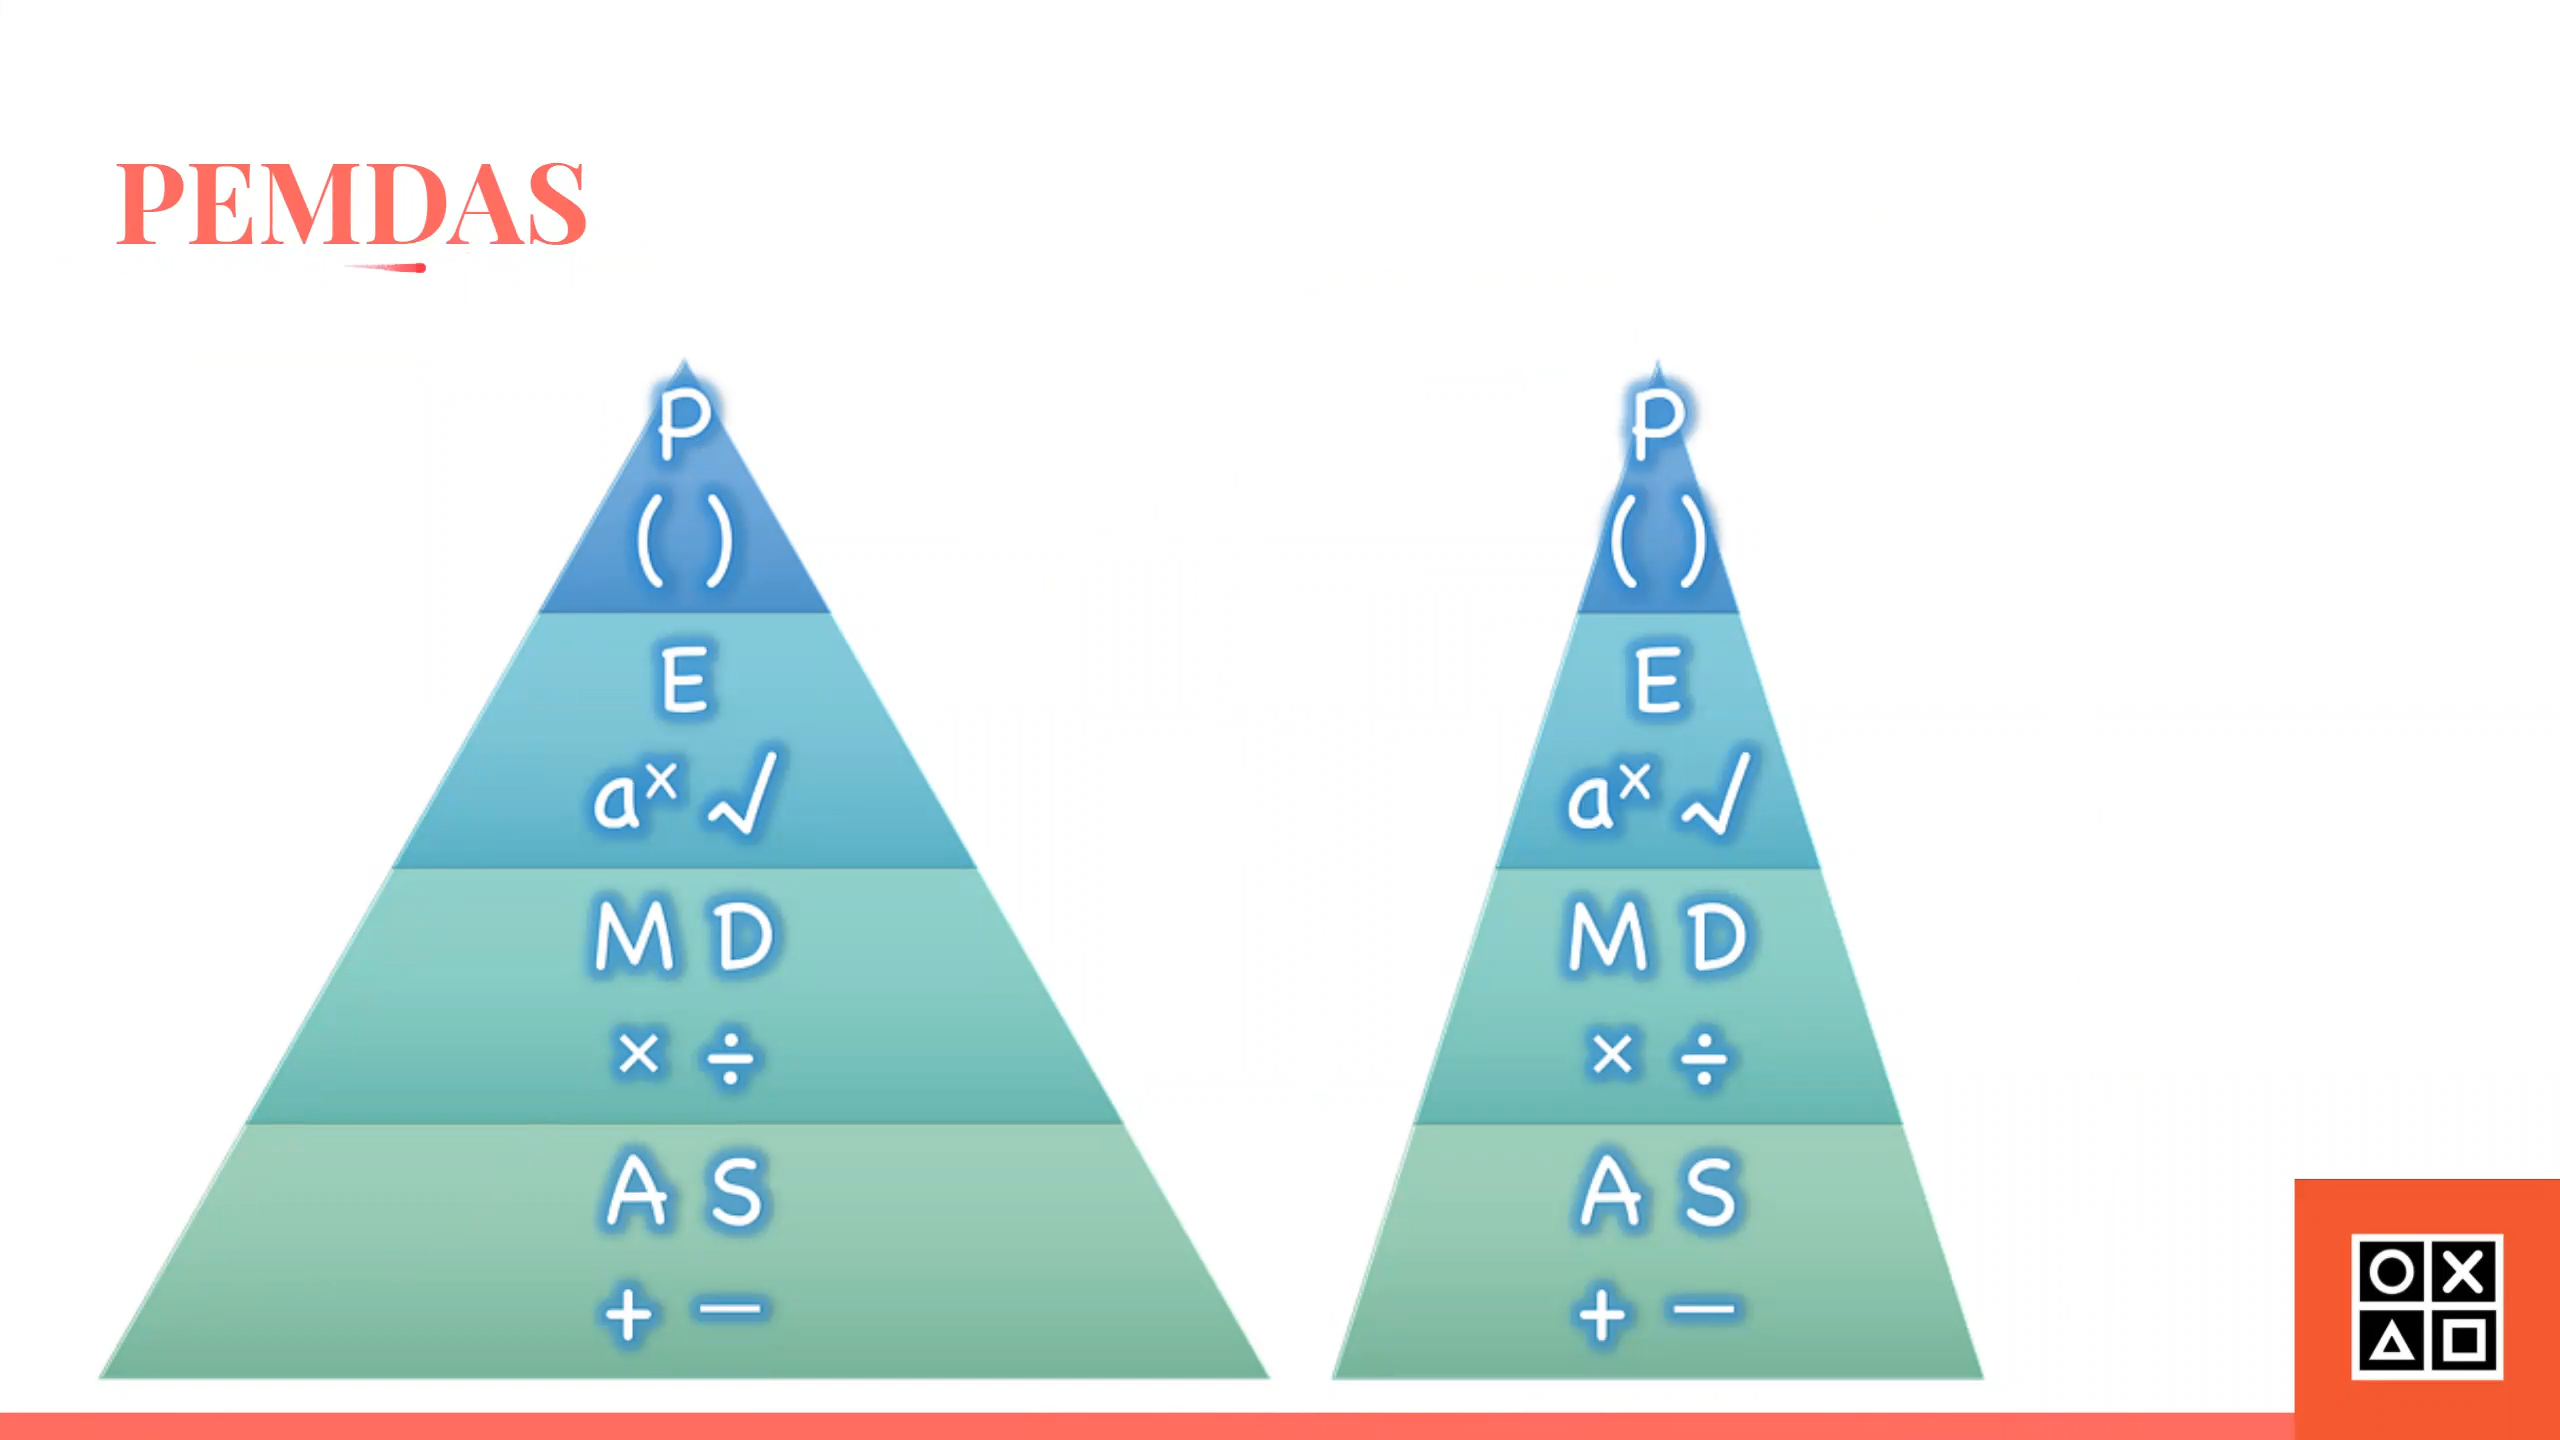 PEMDAS
P
( )
E
aˣ √
M D
× ÷
A S
+ −
P
( )
E
aˣ √
M D
× ÷
A S
+ −